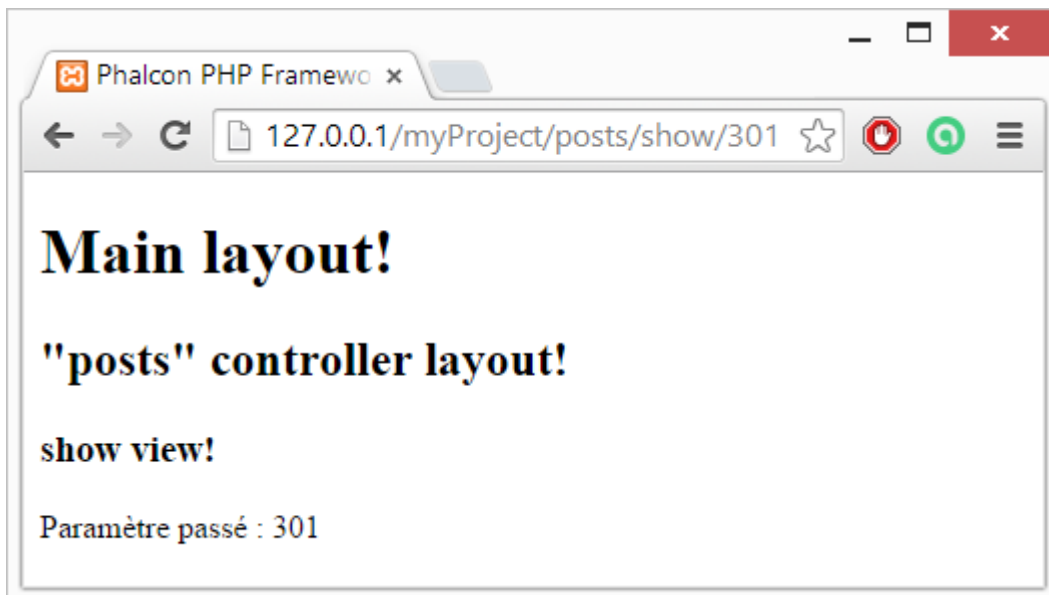 Phalcon PHP Framewo
127.0.0.1/myProject/posts/show/301
Main layout!
"posts" controller layout!
show view!
Paramètre passé : 301